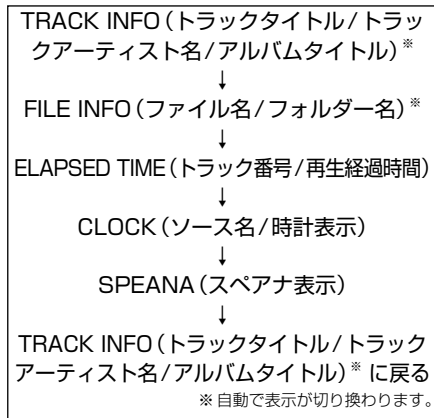 TRACK INFO（トラックタイトル/トラッ
クアーティスト名/アルバムタイトル）※
↓
FILE INFO（ファイル名/フォルダー名）※
↓
ELAPSED TIME（トラック番号/再生経過時間）
↓
CLOCK（ソース名/時計表示）
↓
SPEANA（スペアナ表示）
↓
TRACK INFO（トラックタイトル/トラック
アーティスト名/アルバムタイトル）※ に戻る
※自動で表示が切り換わります。